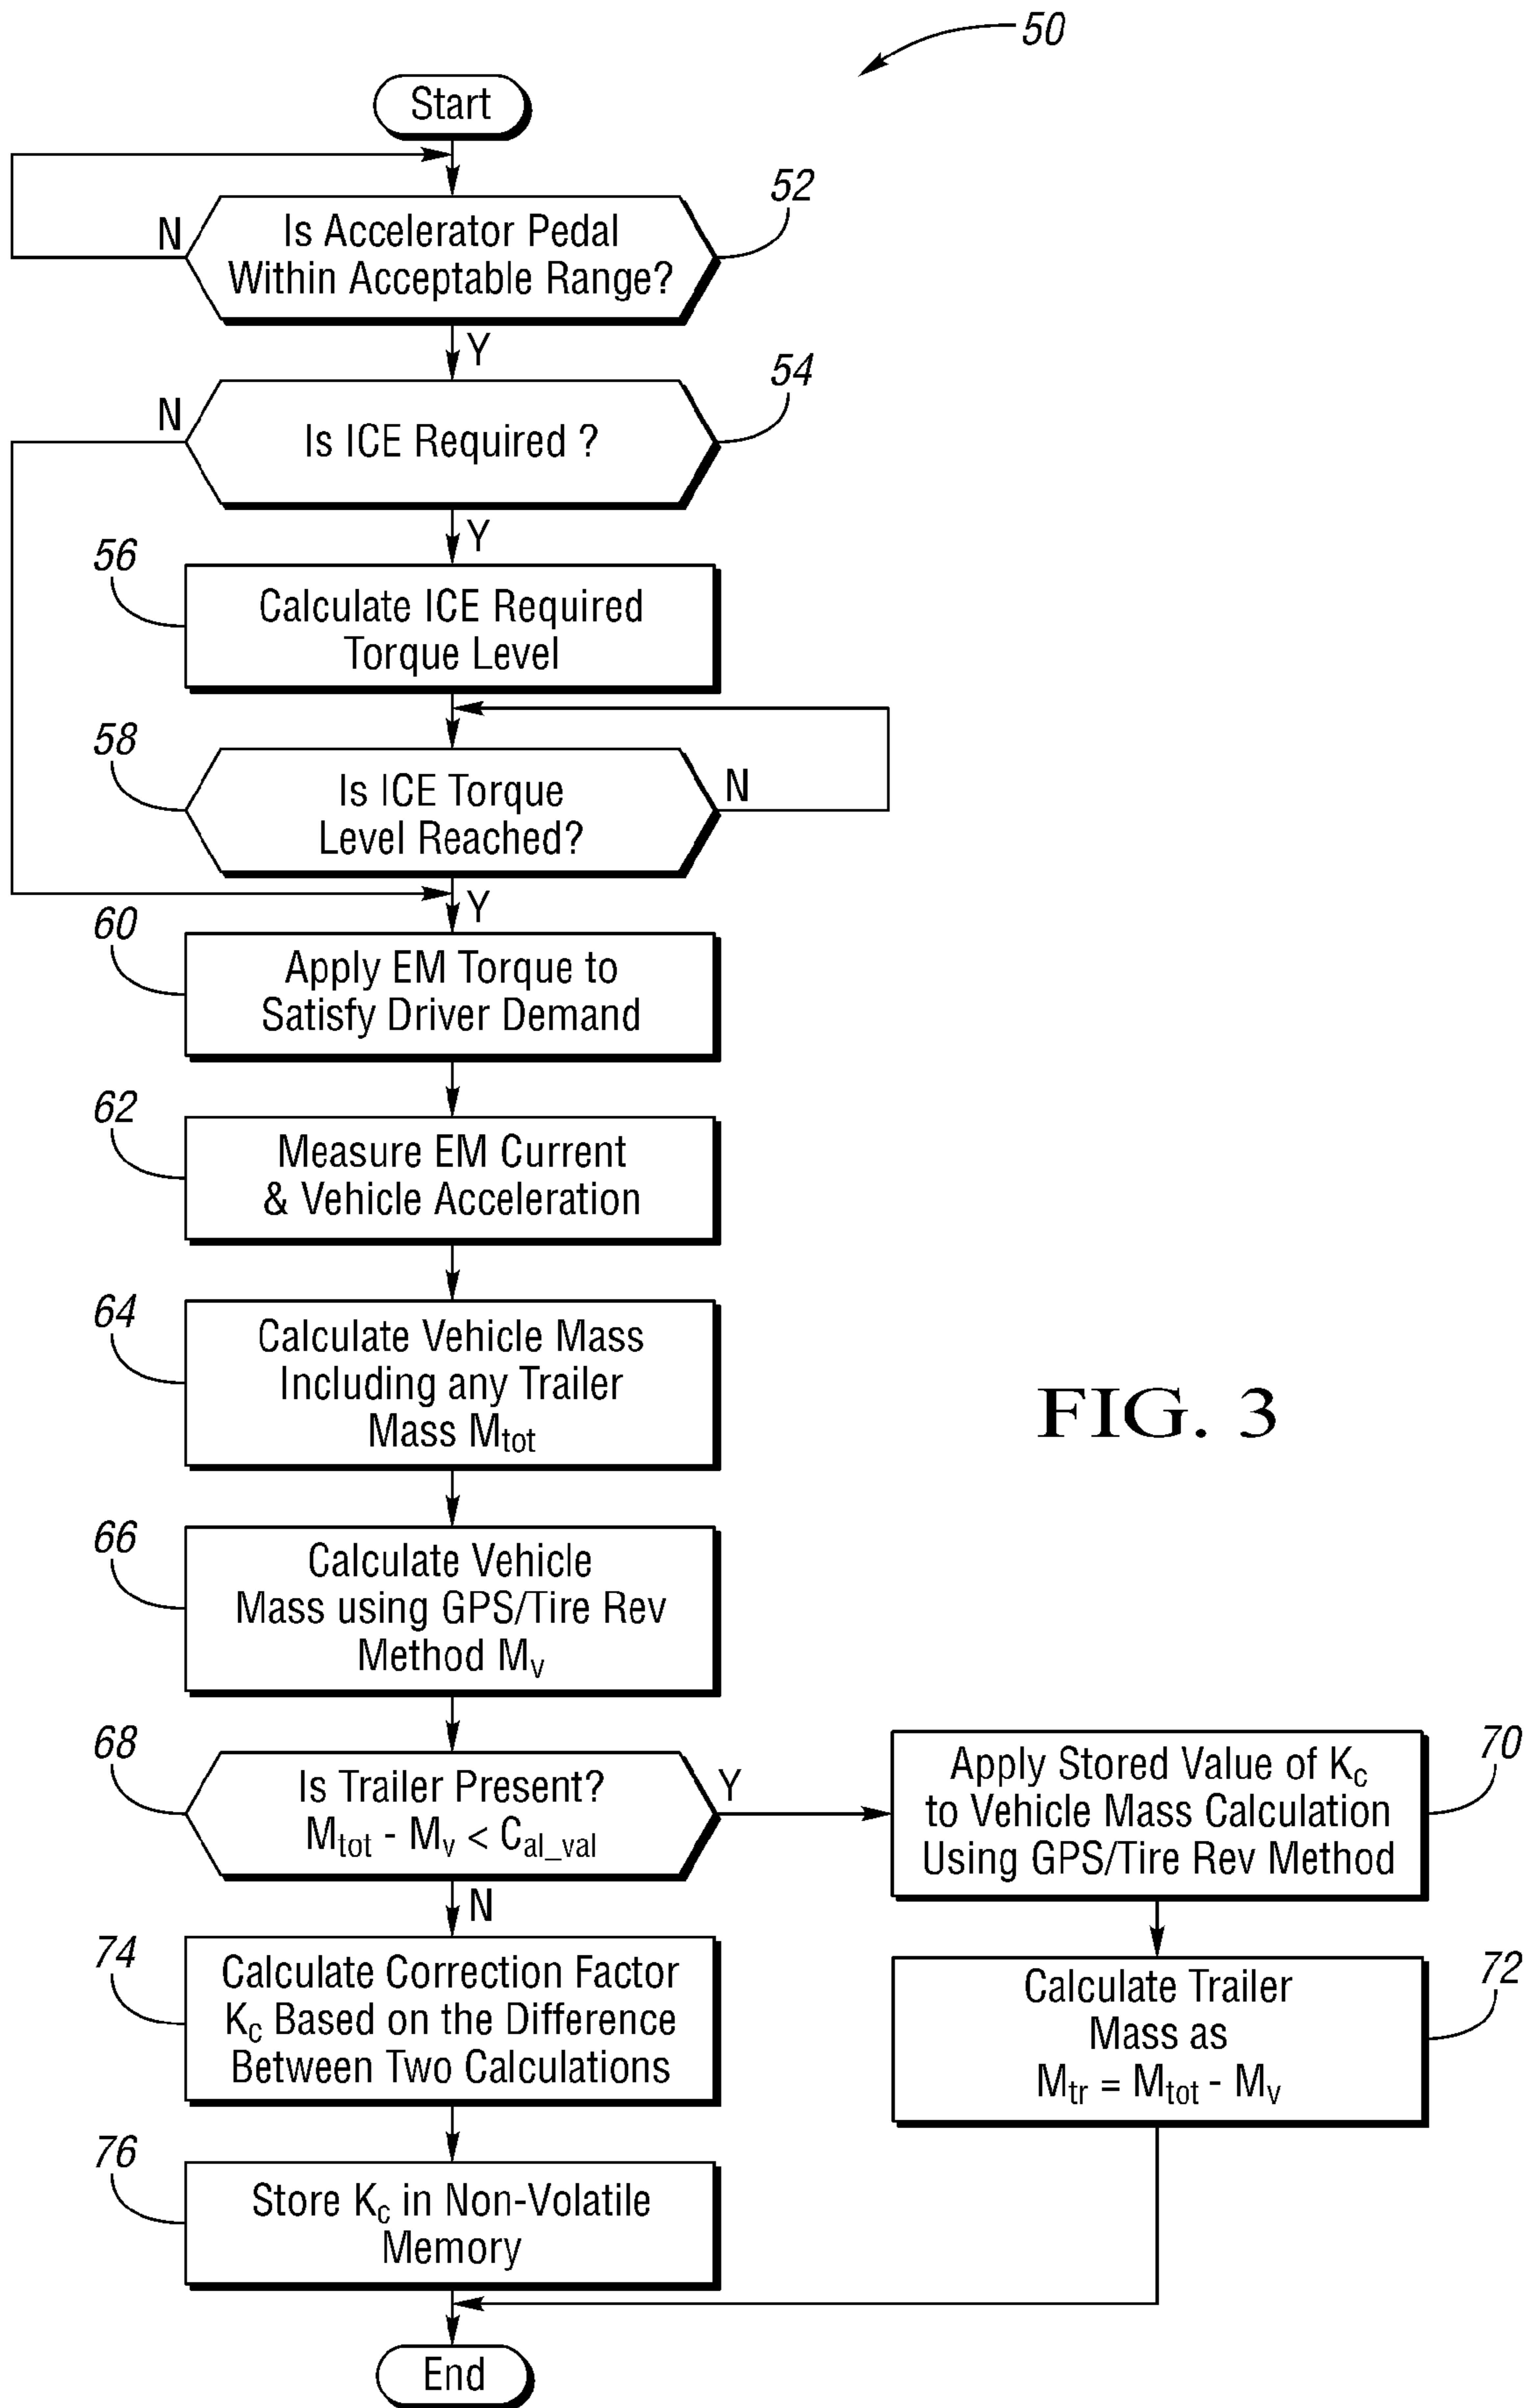 50
Start
52
N
Is Accelerator Pedal
Within Acceptable Range?
Y
54
N
Is ICE Required ?
Y
56
Calculate ICE Required
Torque Level
58
Is ICE Torque
Level Reached?
N
Y
60
Apply EM Torque to
Satisfy Driver Demand
62
Measure EM Current
& Vehicle Acceleration
64
Calculate Vehicle Mass
Including any Trailer
Mass Mtot
FIG. 3
66
Calculate Vehicle
Mass using GPS/Tire Rev
Method Mv
68
Is Trailer Present?
Mtot - Mv < Cal_val
Y
N
70
Apply Stored Value of Kc
to Vehicle Mass Calculation
Using GPS/Tire Rev Method
72
Calculate Trailer
Mass as
Mtr = Mtot - Mv
74
Calculate Correction Factor
Kc Based on the Difference
Between Two Calculations
76
Store Kc in Non-Volatile
Memory
End